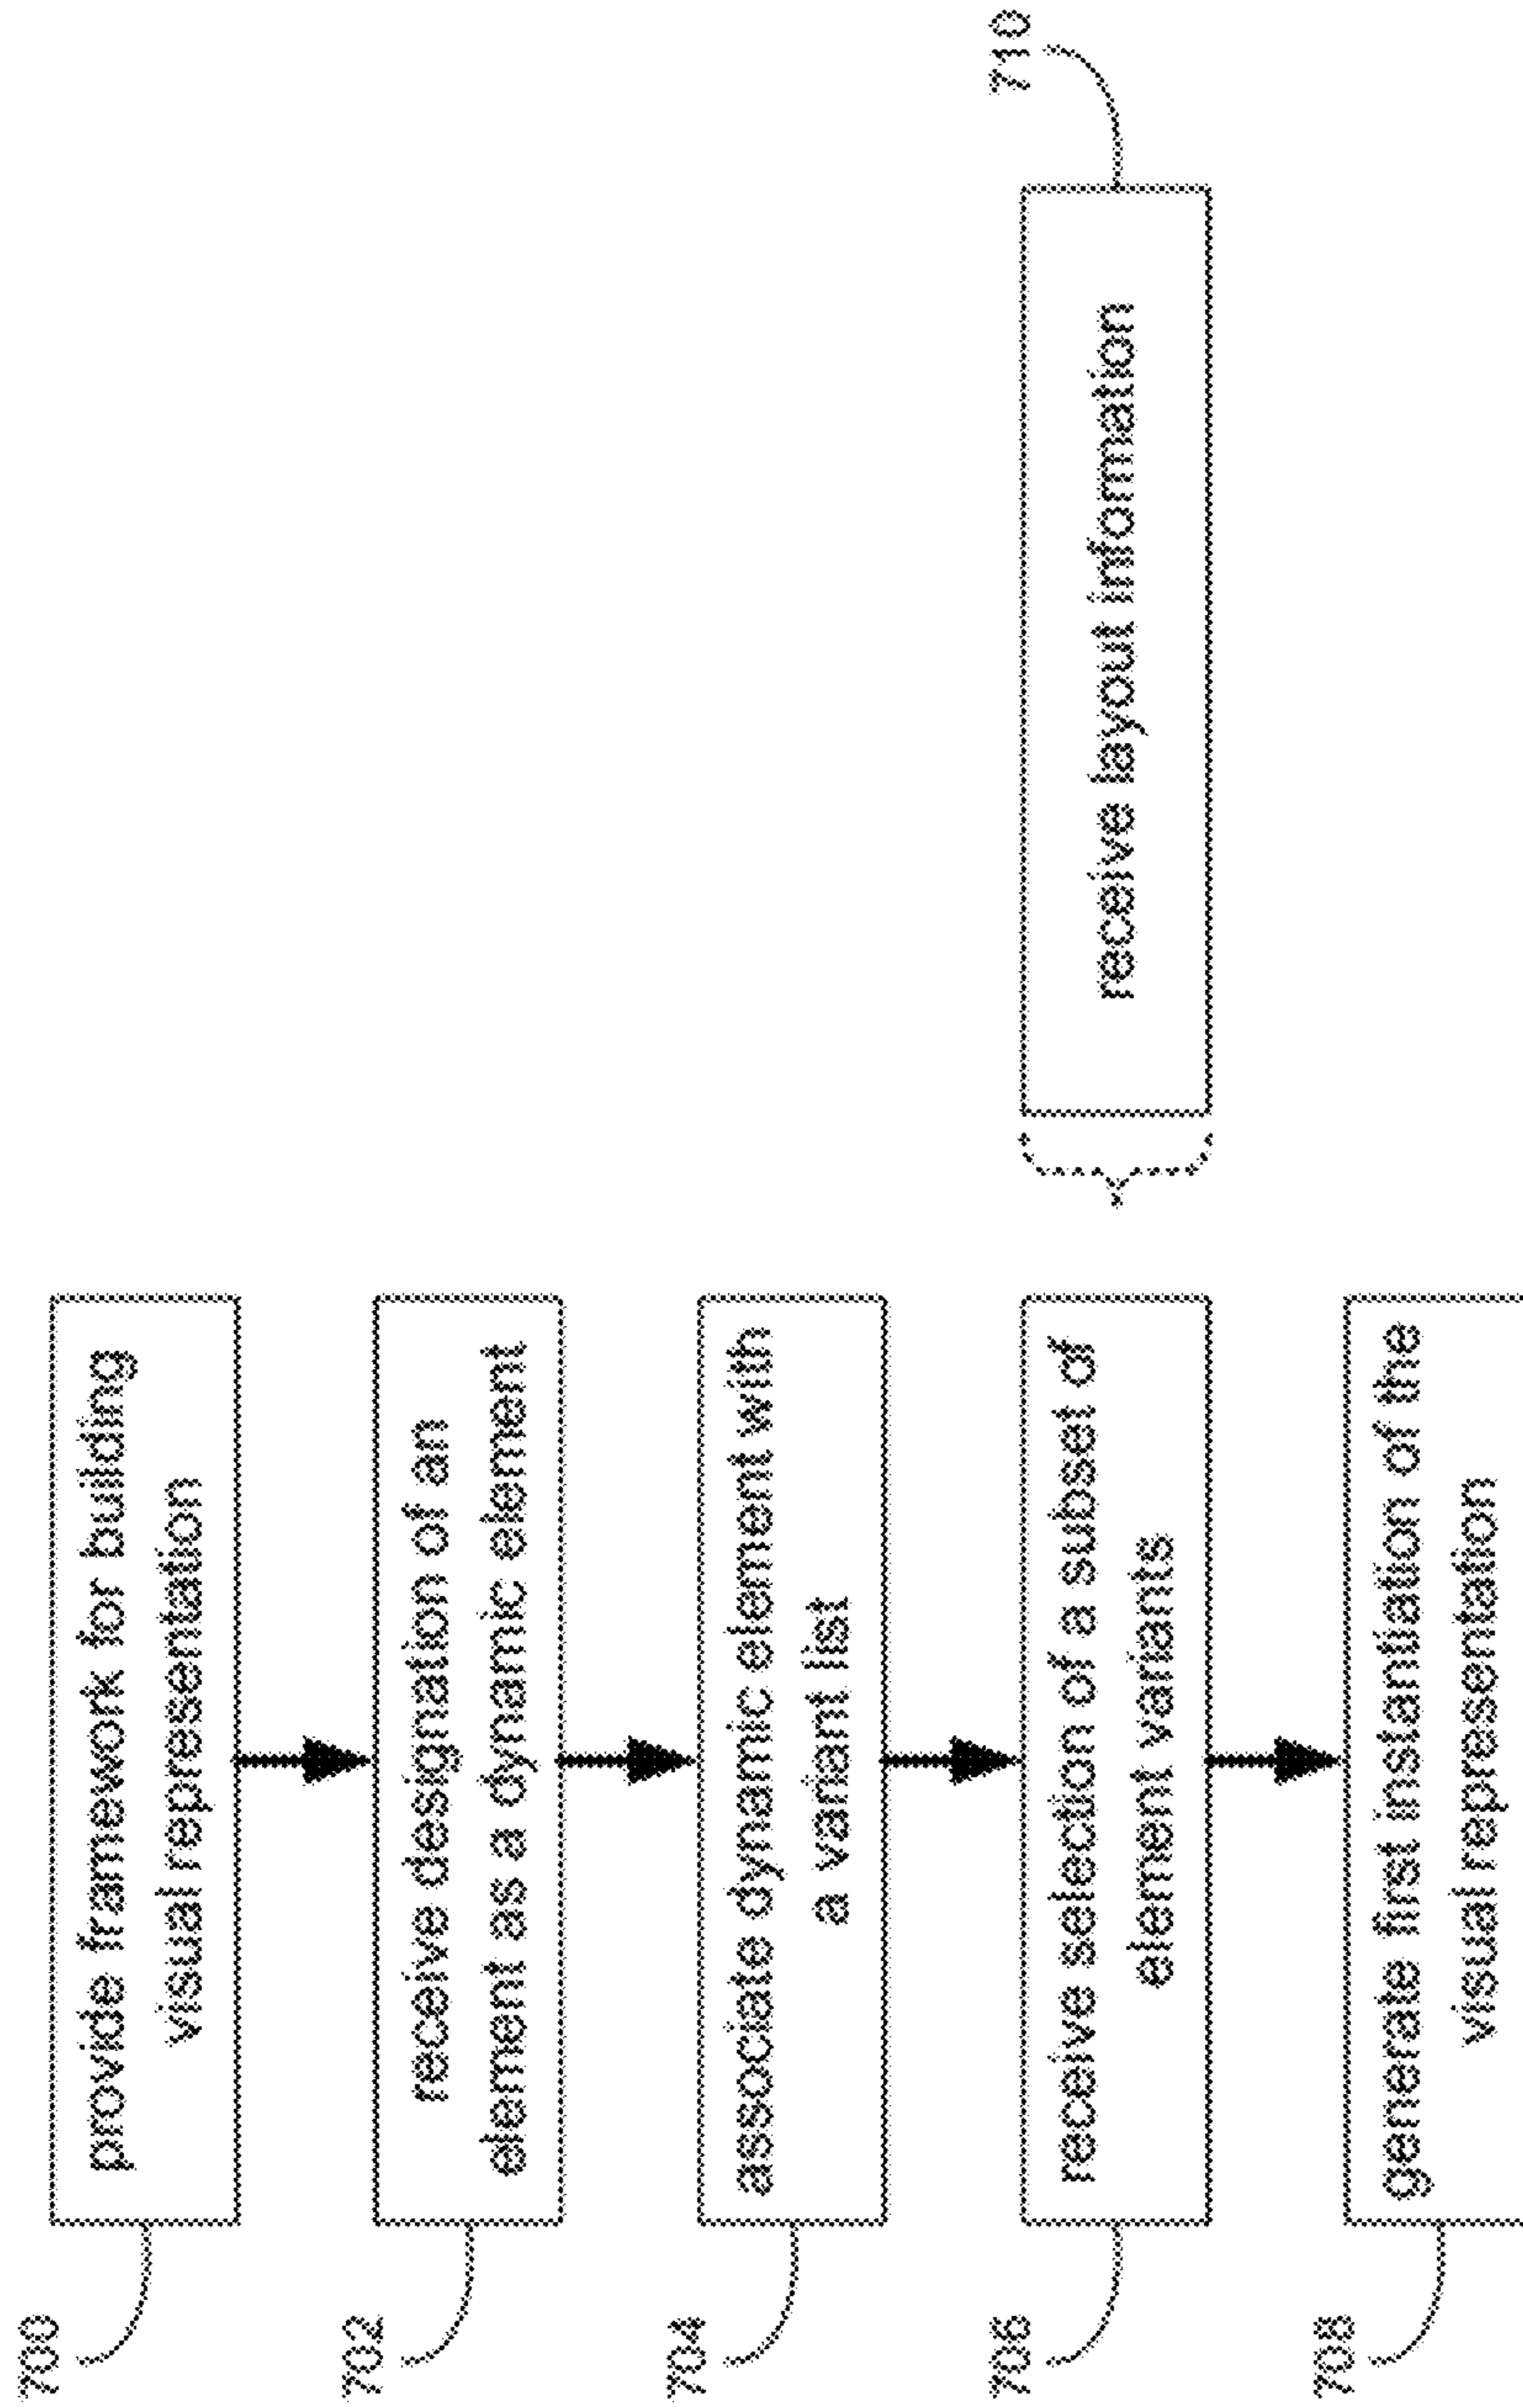 700
provide framework for building
visual representation
702
receive designation of an
element as a dynamic element
704
associate dynamic element with
a variant list
706
receive selection of a subset of
element variants
710
receive layout information
708
generate first instantiation of the
visual representation